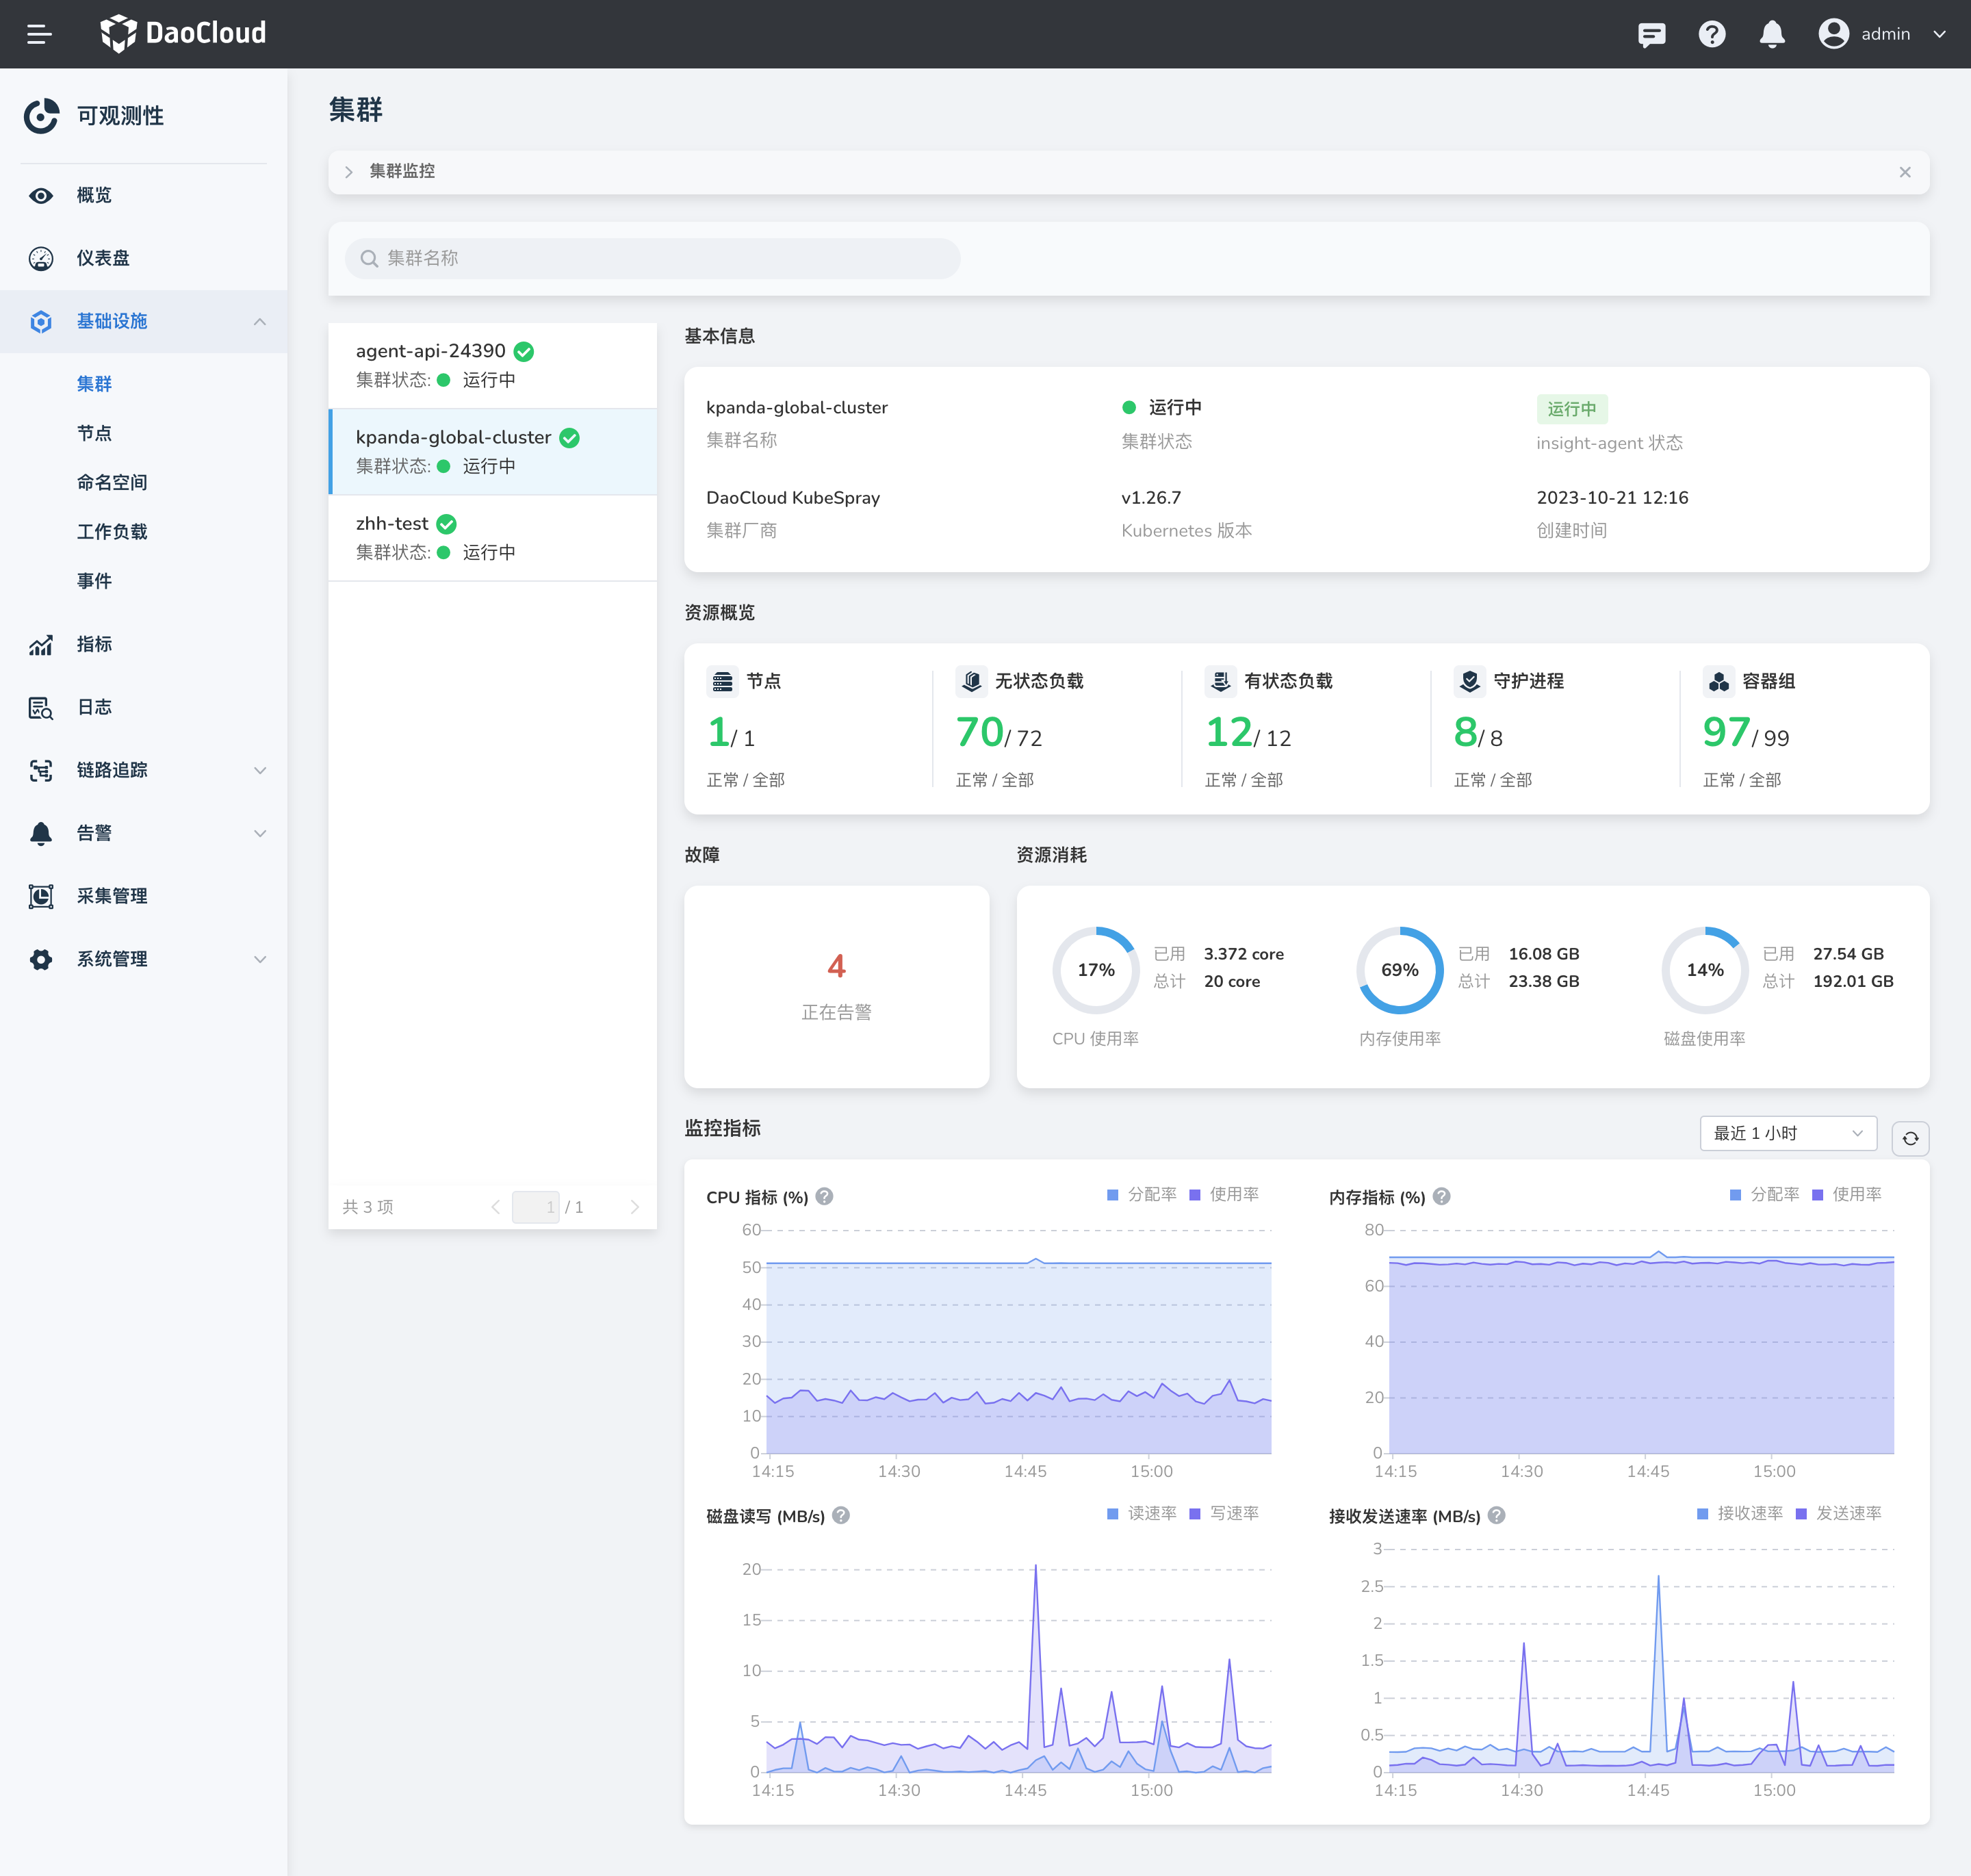 DaoCloud
admin
可观测性
概览
仪表盘
基础设施
集群
节点
命名空间
工作负载
事件
指标
日志
链路追踪
告警
采集管理
系统管理
集群
集群监控
集群名称
agent-api-24390
集群状态: 运行中
kpanda-global-cluster
集群状态: 运行中
zhh-test
集群状态: 运行中
共 3 项 1 / 1
基本信息
kpanda-global-cluster 运行中 运行中
集群名称 集群状态 insight-agent 状态
DaoCloud KubeSpray v1.26.7 2023-10-21 12:16
集群厂商 Kubernetes 版本 创建时间
资源概览
节点 无状态负载 有状态负载 守护进程 容器组
1/ 1 70/ 72 12/ 12 8/ 8 97/ 99
正常 / 全部 正常 / 全部 正常 / 全部 正常 / 全部 正常 / 全部
故障
4
正在告警
资源消耗
17% 已用 3.372 core
总计 20 core
CPU 使用率
69% 已用 16.08 GB
总计 23.38 GB
内存使用率
14% 已用 27.54 GB
总计 192.01 GB
磁盘使用率
监控指标
最近 1 小时
CPU 指标 (%) 分配率 使用率
60
50
40
30
20
10
0
14:15 14:30 14:45 15:00
内存指标 (%) 分配率 使用率
80
60
40
20
0
14:15 14:30 14:45 15:00
磁盘读写 (MB/s) 读速率 写速率
20
15
10
5
0
14:15 14:30 14:45 15:00
接收发送速率 (MB/s) 接收速率 发送速率
3
2.5
2
1.5
1
0.5
0
14:15 14:30 14:45 15:00